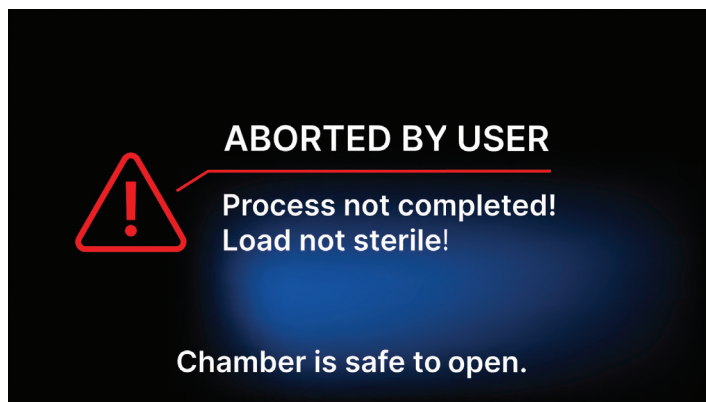 ABORTED BY USER
Process not completed!
Load not sterile!
Chamber is safe to open.